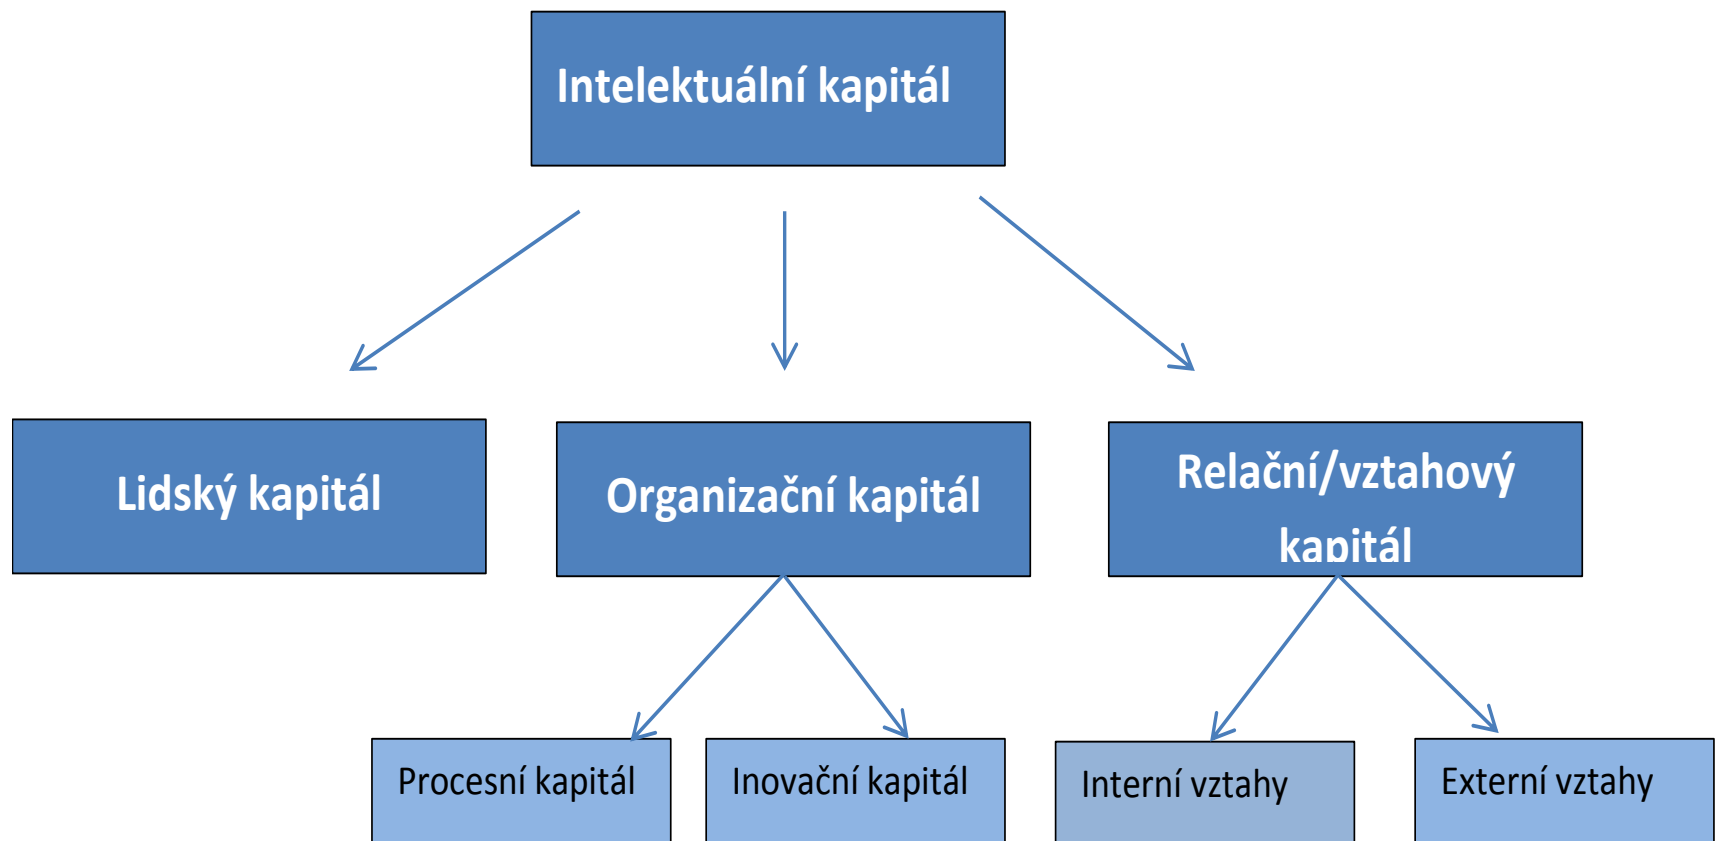 Intelektuální kapitál
Lidský kapitál
Organizační kapitál
Relační/vztahový
kapitál
Procesní kapitál
Inovační kapitál
Interní vztahy
Externí vztahy